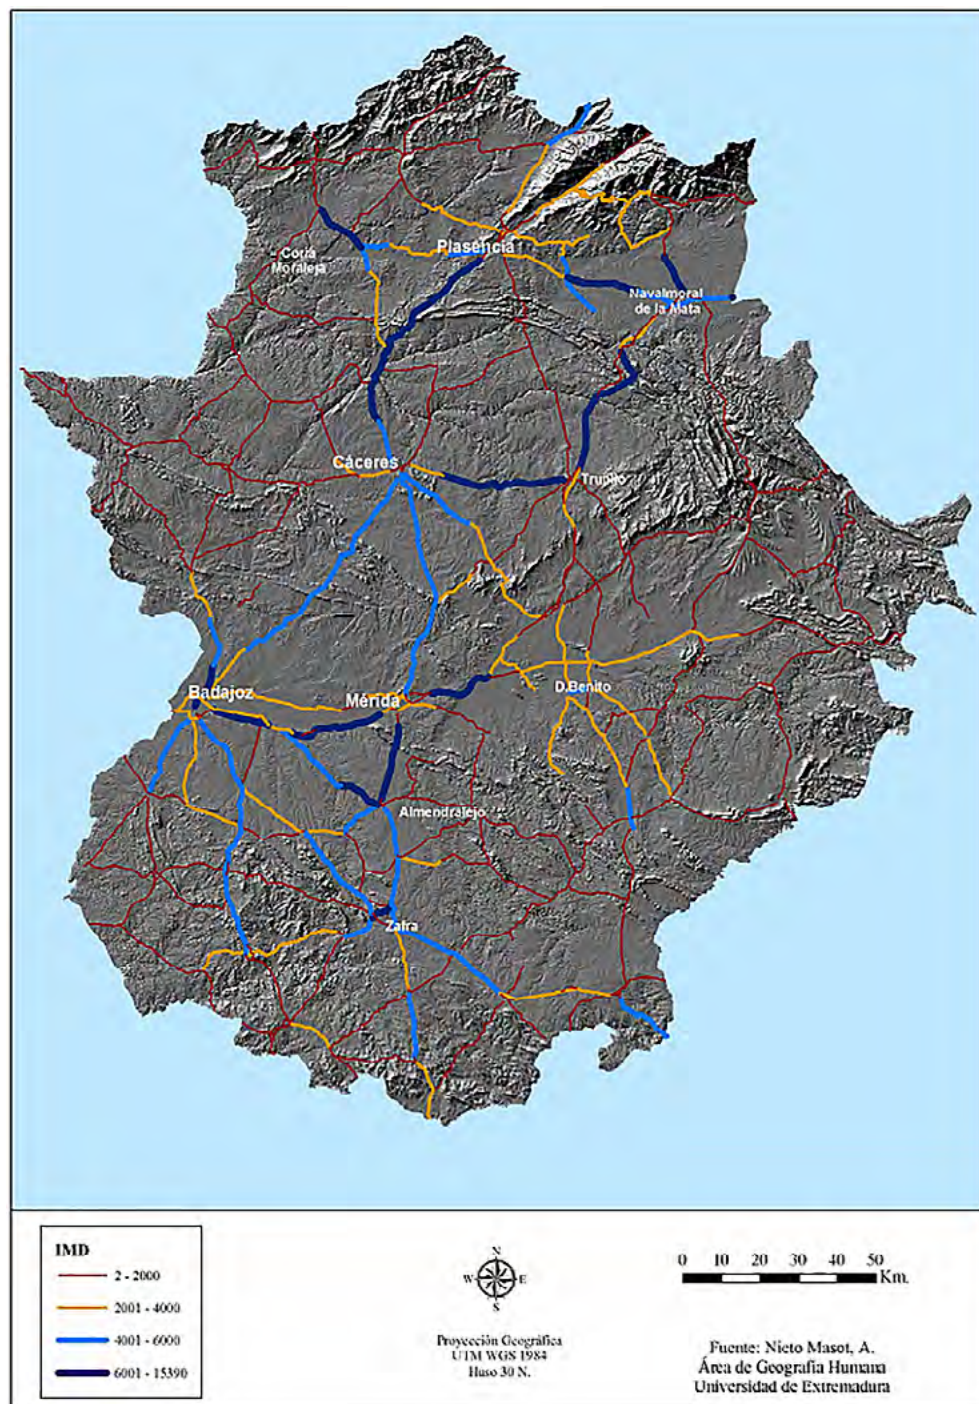 Plasencia
Coria
Moraleja
Navalmoral
de la Mata
Cáceres
Trujillo
Badajoz
Mérida
D.Benito
Almendralejo
Zafra
IMD
2 - 2000
2001 - 4000
4001 - 6000
6001 - 15390
N
W
E
S
Proyección Geográfica
UTM WGS 1984
Huso 30 N.
0 10 20 30 40 50
Km.
Fuente: Nieto Masot, A.
Área de Geografía Humana
Universidad de Extremadura